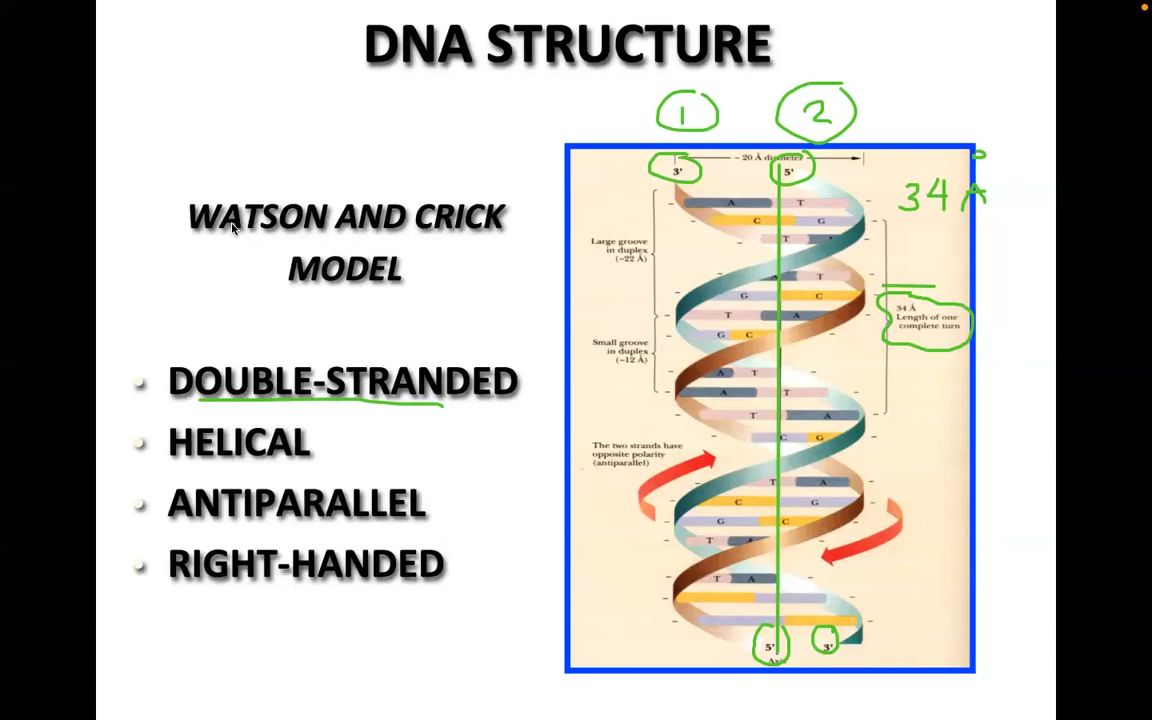 DNA STRUCTURE
1
2
WATSON AND CRICK
MODEL
DOUBLE-STRANDED
HELICAL
ANTIPARALLEL
RIGHT-HANDED
~ 20 Å diameter
3'
5'
34 Å
A T
C G
T
Large groove
in duplex
(~22 Å)
A T
G C
34 Å
Length of one
complete turn
T A
G C
Small groove
in duplex
(~12 Å)
A T
A T
T A
C G
The two strands have
opposite polarity
(antiparallel)
T A
C G
G C
T A
T A
5'
3'